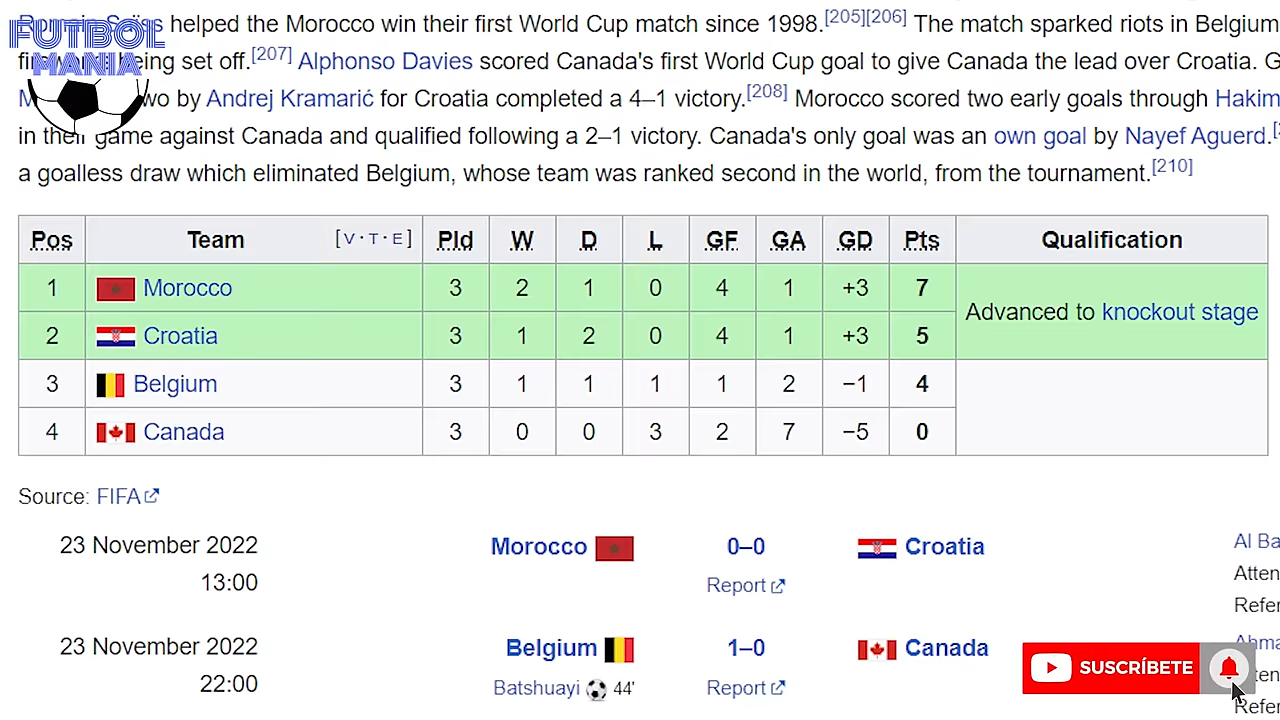 helped the Morocco win their first World Cup match since 1998.[205][206] The match sparked riots in Belgium
FUTBOL
being set off.[207] Alphonso Davies scored Canada's first World Cup goal to give Canada the lead over Croatia. G
MANIA
two by Andrej Kramarić for Croatia completed a 4–1 victory.[208] Morocco scored two early goals through Hakim
in their game against Canada and qualified following a 2–1 victory. Canada's only goal was an own goal by Nayef Aguerd.
a goalless draw which eliminated Belgium, whose team was ranked second in the world, from the tournament.[210]
Pos Team [V·T·E] Pld W D L GF GA GD Pts Qualification
1 Morocco 3 2 1 0 4 1 +3 7
Advanced to knockout stage
2 Croatia 3 1 2 0 4 1 +3 5
3 Belgium 3 1 1 1 1 2 −1 4
4 Canada 3 0 0 3 2 7 −5 0
Source: FIFA
23 November 2022 Morocco 0–0 Croatia Al Ba
13:00 Report Atten
Refer
23 November 2022 Belgium 1–0 Canada Ahma
SUSCRÍBETE
22:00 Batshuayi 44' Report ten
Refer